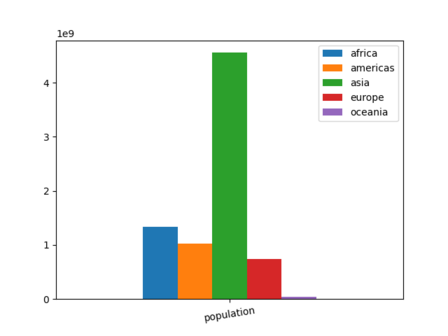 1e9
africa
americas
asia
europe
oceania
4
3
2
1
0
population